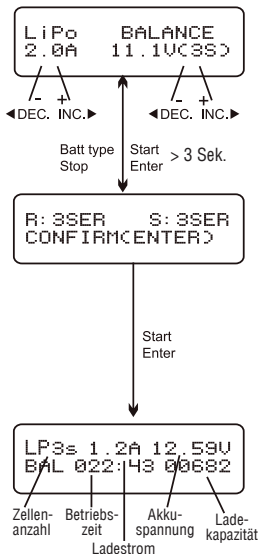 LiPo BALANCE
2.0A 11.1V(3S)
- + - +
◄DEC. INC.► ◄DEC. INC.►
Batt type Start
Stop Enter > 3 Sek.
R:3SER S:3SER
CONFIRM(ENTER)
Start
Enter
LP3s 1.2A 12.59V
BAL 022:43 00682
Zellen- Betriebs- Akku- Lade-
anzahl zeit spannung kapazität
Ladestrom